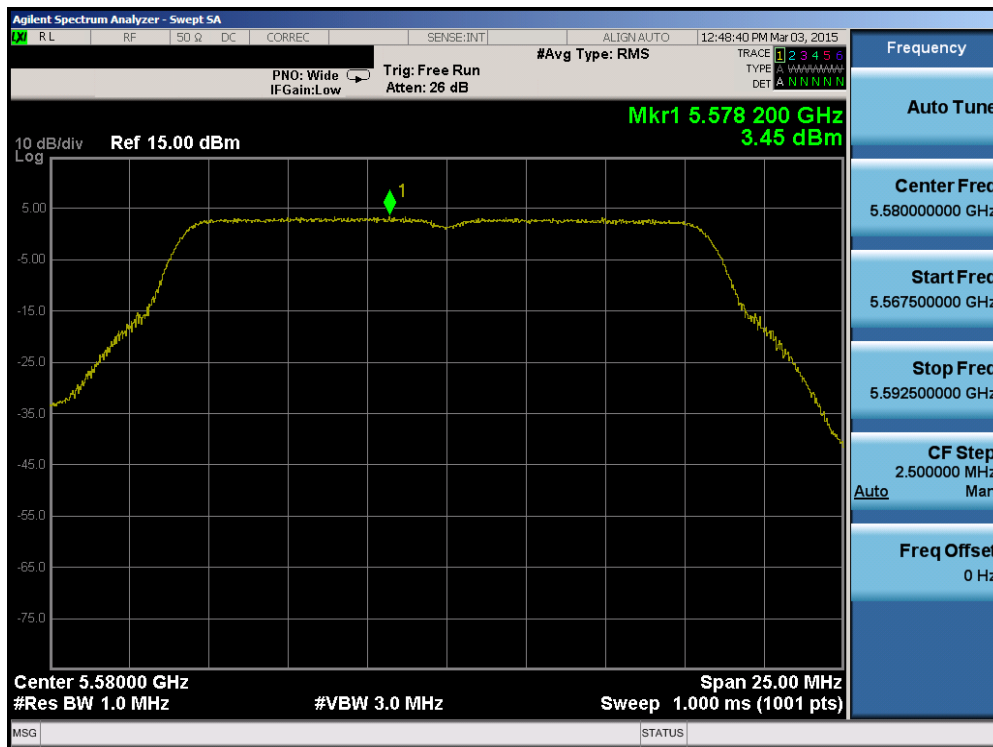 Agilent Spectrum Analyzer - Swept SA
LXI RL RF 50 Ω DC CORREC SENSE:INT ALIGN AUTO 12:48:40 PM Mar 03, 2015
#Avg Type: RMS TRACE 1 2 3 4 5 6
PNO: Wide Trig: Free Run TYPE A WWWWW
IFGain:Low Atten: 26 dB DET A N N N N N
Mkr1 5.578 200 GHz
3.45 dBm
10 dB/div Ref 15.00 dBm
Log
1
5.00
-5.00
-15.0
-25.0
-35.0
-45.0
-55.0
-65.0
-75.0
Center 5.58000 GHz Span 25.00 MHz
#Res BW 1.0 MHz #VBW 3.0 MHz Sweep 1.000 ms (1001 pts)
MSG STATUS
Frequency
Auto Tune
Center Freq
5.580000000 GHz
Start Freq
5.567500000 GHz
Stop Freq
5.592500000 GHz
CF Step
2.500000 MHz
Auto Man
Freq Offset
0 Hz